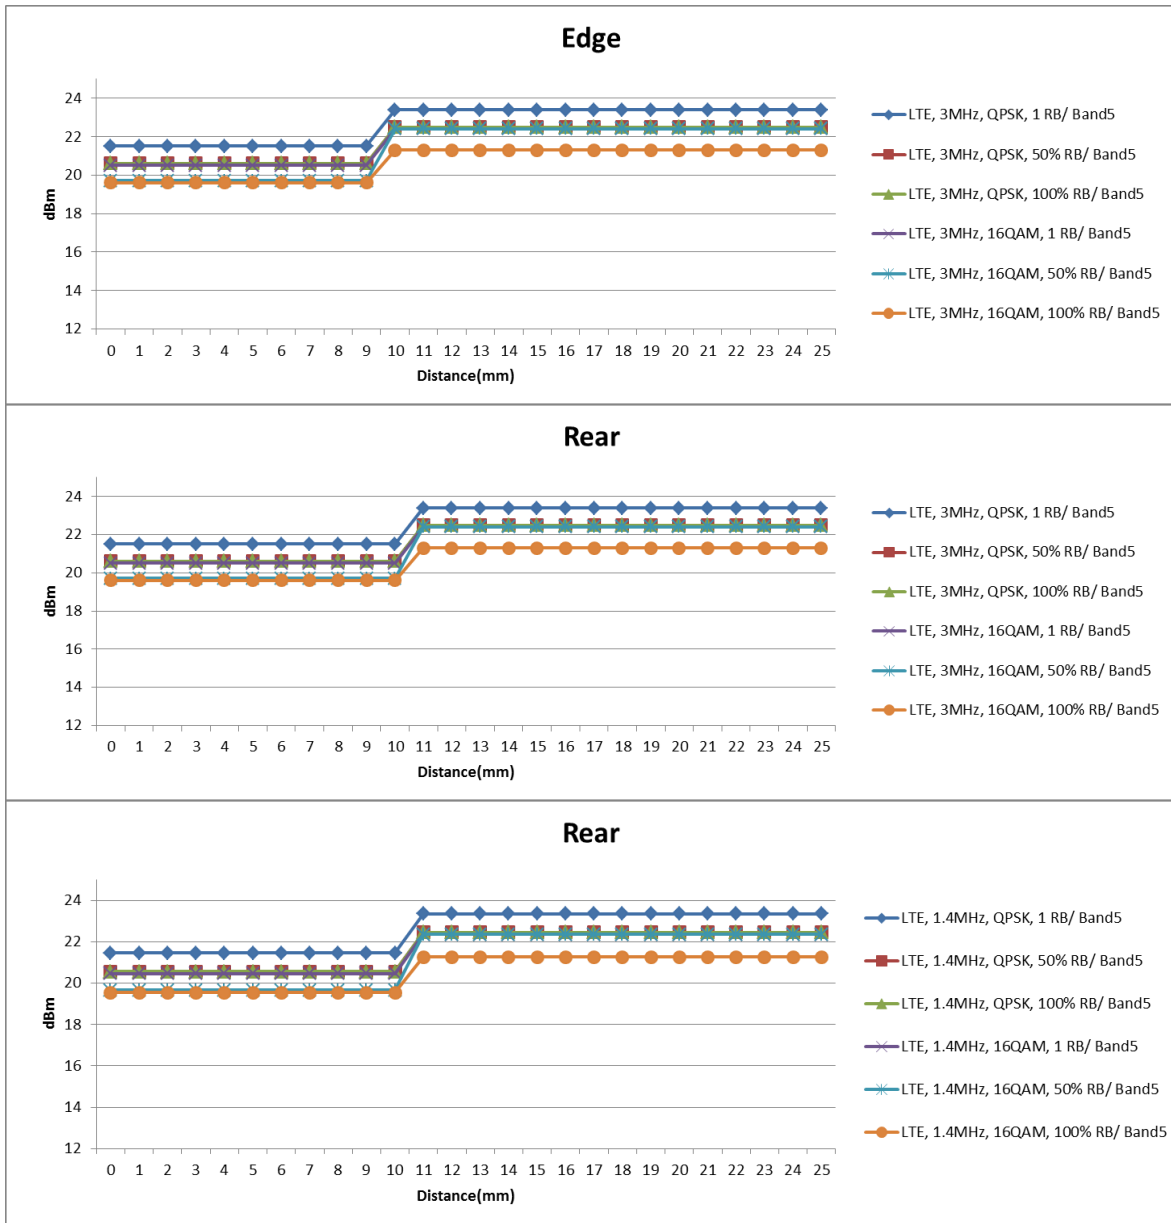 Edge
24
22
20
18
16
14
12
dBm
0 1 2 3 4 5 6 7 8 9 10 11 12 13 14 15 16 17 18 19 20 21 22 23 24 25
Distance(mm)
LTE, 3MHz, QPSK, 1 RB/ Band5
LTE, 3MHz, QPSK, 50% RB/ Band5
LTE, 3MHz, QPSK, 100% RB/ Band5
LTE, 3MHz, 16QAM, 1 RB/ Band5
LTE, 3MHz, 16QAM, 50% RB/ Band5
LTE, 3MHz, 16QAM, 100% RB/ Band5
Rear
24
22
20
18
16
14
12
dBm
0 1 2 3 4 5 6 7 8 9 10 11 12 13 14 15 16 17 18 19 20 21 22 23 24 25
Distance(mm)
LTE, 3MHz, QPSK, 1 RB/ Band5
LTE, 3MHz, QPSK, 50% RB/ Band5
LTE, 3MHz, QPSK, 100% RB/ Band5
LTE, 3MHz, 16QAM, 1 RB/ Band5
LTE, 3MHz, 16QAM, 50% RB/ Band5
LTE, 3MHz, 16QAM, 100% RB/ Band5
Rear
24
22
20
18
16
14
12
dBm
0 1 2 3 4 5 6 7 8 9 10 11 12 13 14 15 16 17 18 19 20 21 22 23 24 25
Distance(mm)
LTE, 1.4MHz, QPSK, 1 RB/ Band5
LTE, 1.4MHz, QPSK, 50% RB/ Band5
LTE, 1.4MHz, QPSK, 100% RB/ Band5
LTE, 1.4MHz, 16QAM, 1 RB/ Band5
LTE, 1.4MHz, 16QAM, 50% RB/ Band5
LTE, 1.4MHz, 16QAM, 100% RB/ Band5